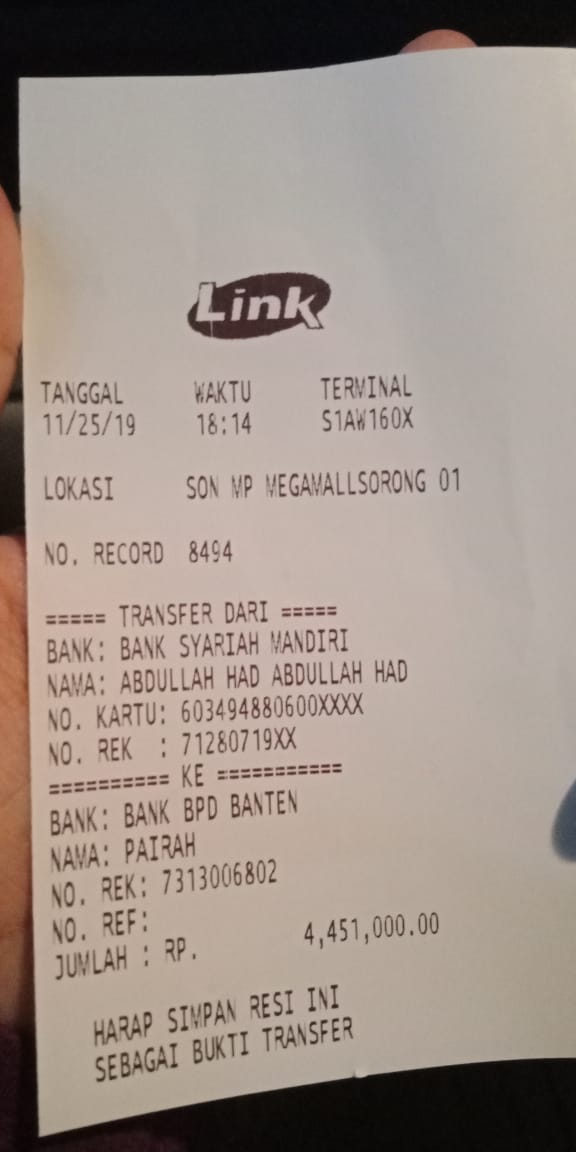 Link
TANGGAL WAKTU TERMINAL
11/25/19 18:14 S1AW160X
LOKASI SON MP MEGAMALLSORONG 01
NO. RECORD 8494
===== TRANSFER DARI =====
BANK: BANK SYARIAH MANDIRI
NAMA: ABDULLAH HAD ABDULLAH HAD
NO. KARTU: 603494880600XXXX
NO. REK : 71280719XX
========== KE ===========
BANK: BANK BPD BANTEN
NAMA: PAIRAH
NO. REK: 7313006802
NO. REF:
JUMLAH : RP. 4,451,000.00
HARAP SIMPAN RESI INI
SEBAGAI BUKTI TRANSFER